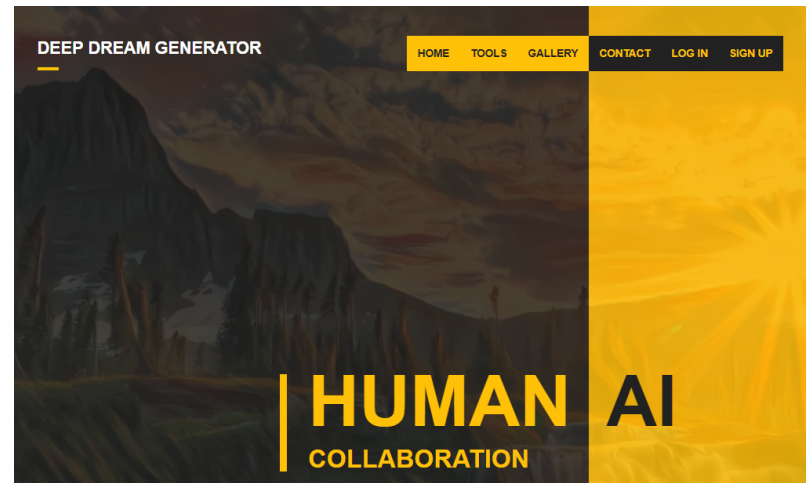 DEEP DREAM GENERATOR
HOME TOOLS GALLERY CONTACT LOG IN SIGN UP
HUMAN AI
COLLABORATION